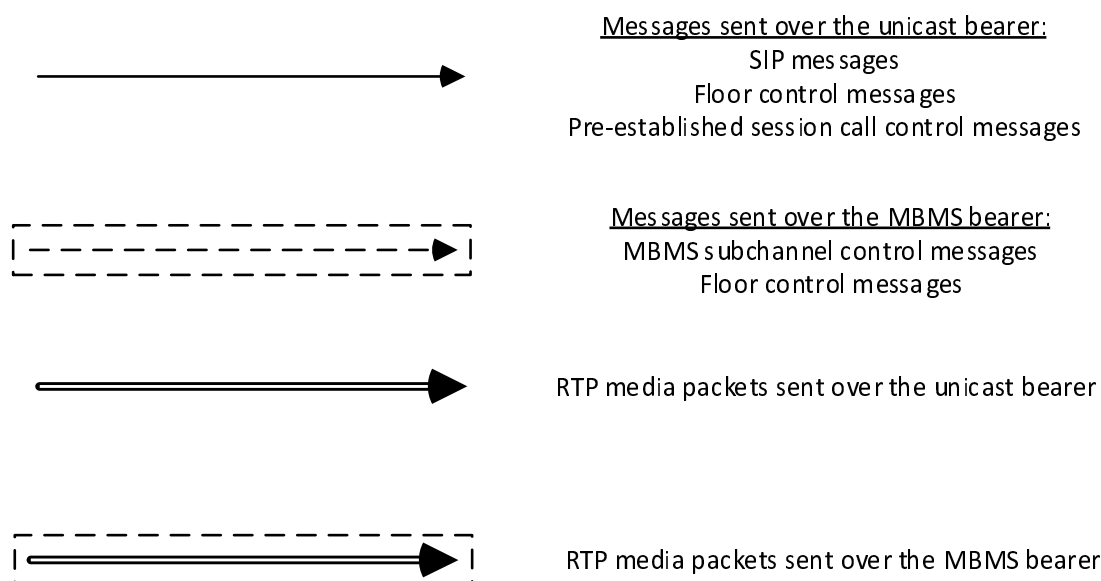 Messages sent over the unicast bearer:
SIP messages
Floor control messages
Pre-established session call control messages
Messages sent over the MBMS bearer:
MBMS subchannel control messages
Floor control messages
RTP media packets sent over the unicast bearer
RTP media packets sent over the MBMS bearer